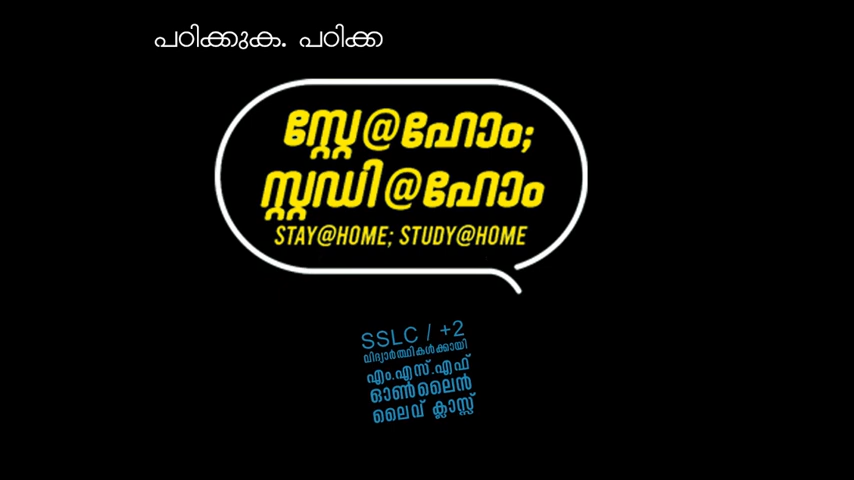 പഠിക്കുക. പഠിക്ക
സ്റ്റേ@ഹോം;
സ്റ്റഡി@ഹോം
STAY@HOME; STUDY@HOME
SSLC / +2
വിദ്യാർത്ഥികൾക്കായി
എം.എസ്.എഫ്
ഓൺലൈൻ
ലൈവ് ക്ലാസ്സ്